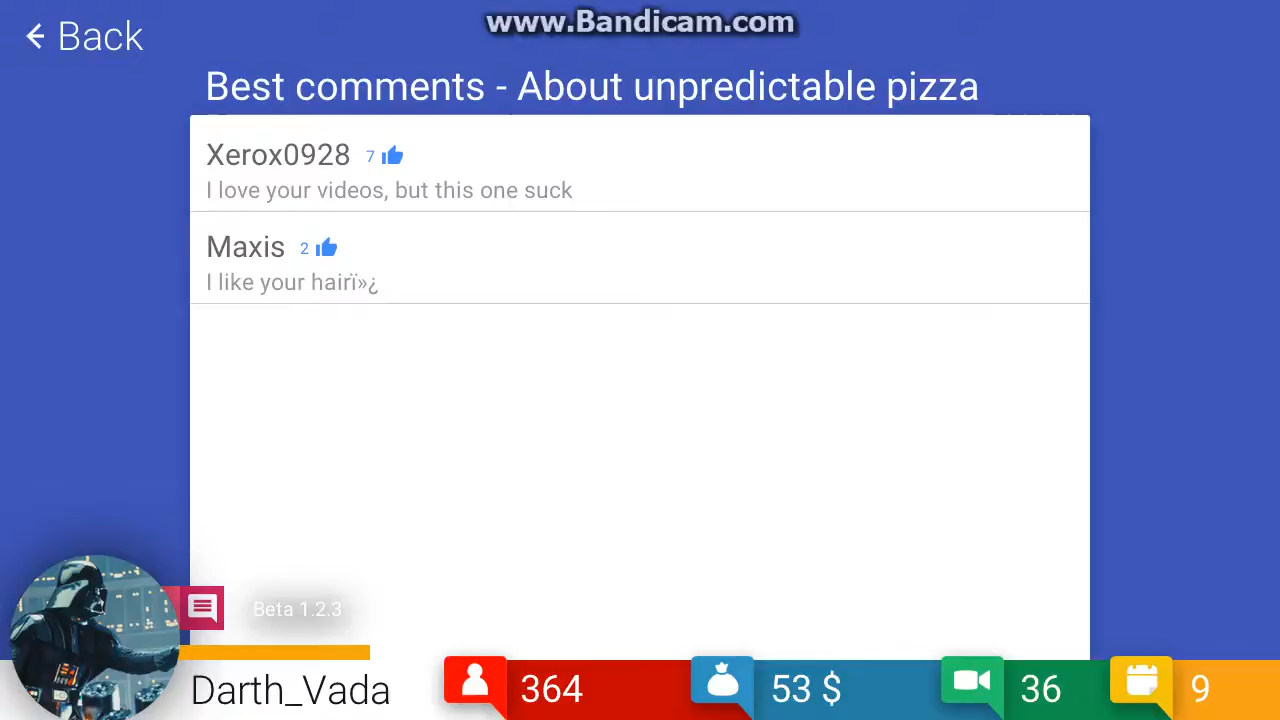 www.Bandicam.com
Back
Best comments - About unpredictable pizza
Xerox0928 7
I love your videos, but this one suck
Maxis 2
I like your hairï»¿
Beta 1.2.3
Darth_Vada
364
53 $
36
9